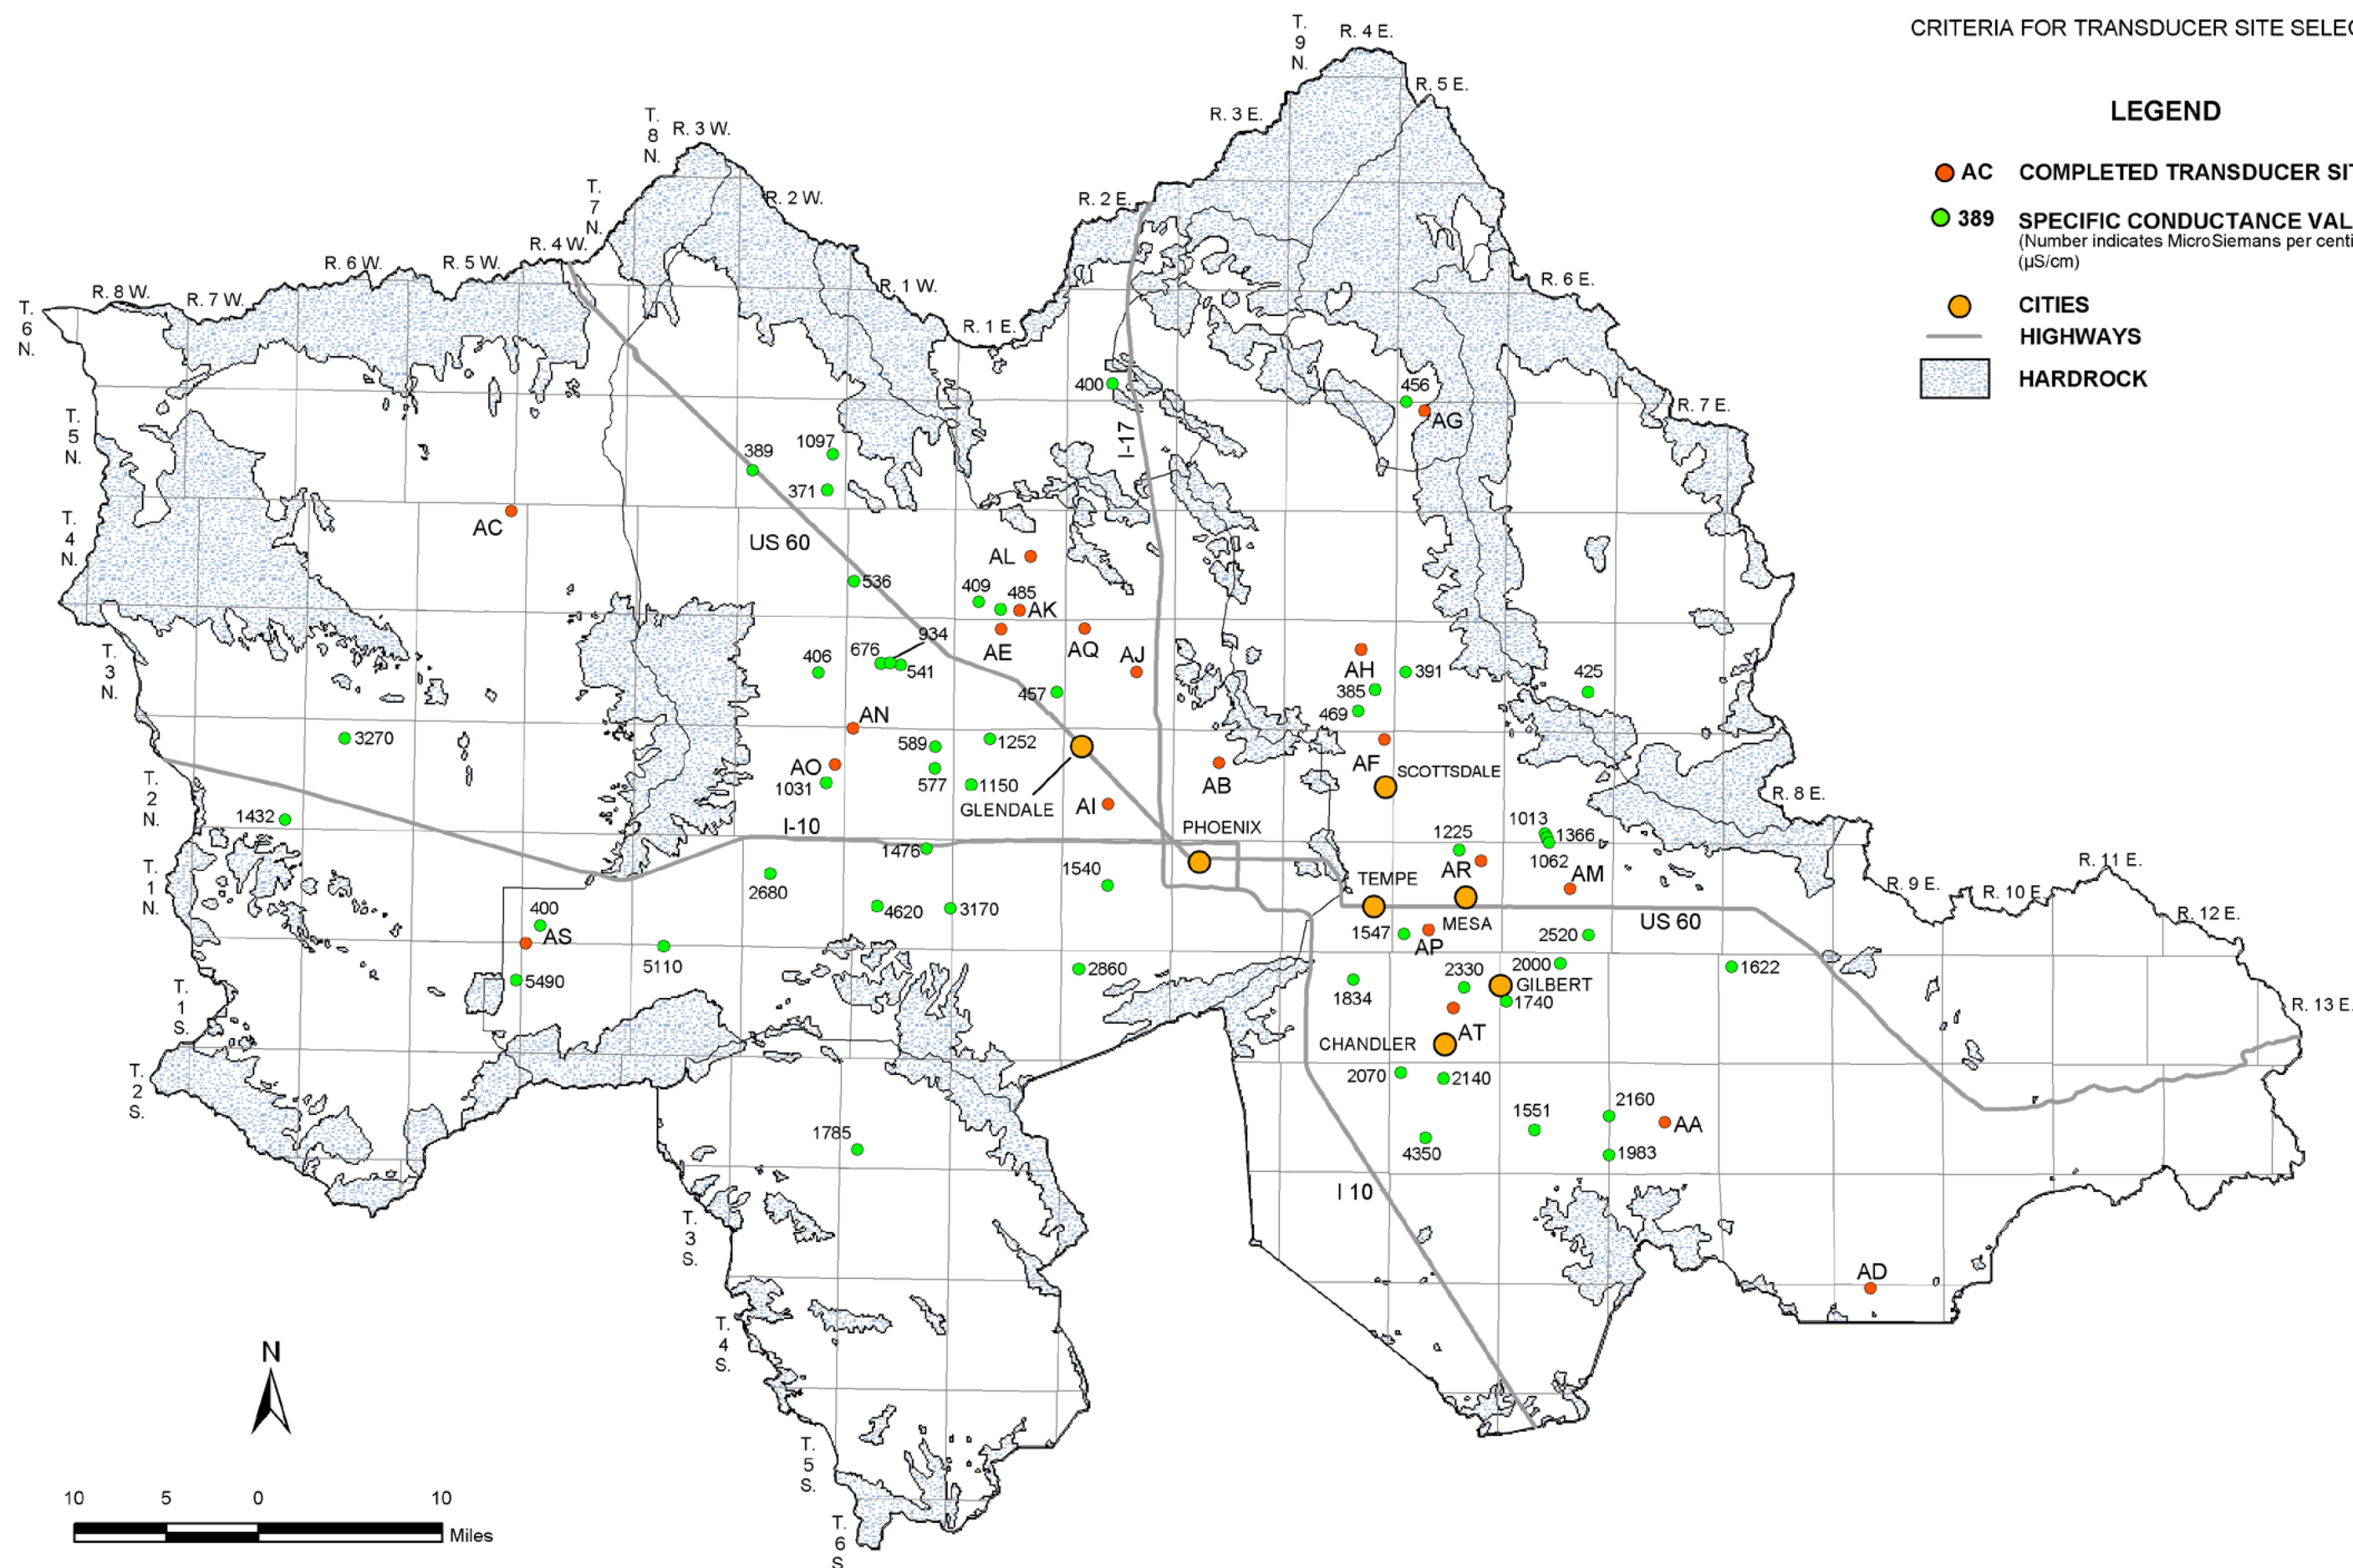 CRITERIA FOR TRANSDUCER SITE SELEC
LEGEND
AC COMPLETED TRANSDUCER SIT
389 SPECIFIC CONDUCTANCE VAL
(Number indicates MicroSiemans per centi
(µS/cm)
CITIES
HIGHWAYS
HARDROCK
T. 9 N.
R. 4 E.
R. 5 E.
R. 3 E.
T. 8 N.
R. 3 W.
T. 7 N.
R. 2 W.
R. 2 E.
R. 4 W.
R. 6 W.
R. 5 W.
R. 6 E.
R. 8 W.
R. 7 W.
R. 1 W.
T. 6 N.
R. 1 E.
400
456
R. 7 E.
AG
T. 5 N.
I-17
389
1097
371
AC
T. 4 N.
US 60
AL
536
409
485
AK
934
AE
AQ
AJ
T. 3 N.
406
676
541
AH
391
425
457
385
469
AN
3270
589
1252
AO
AF
SCOTTSDALE
T. 2 N.
1031
577
1150
AB
R. 8 E.
GLENDALE
AI
1432
I-10
PHOENIX
1225
1013
1366
1476
1062
R. 11 E.
1540
AR
AM
TEMPE
T. 1 N.
2680
R. 9 E.
R. 10 E.
400
4620
3170
R. 12 E.
AS
MESA
US 60
1547
AP
2520
5110
2860
2330
2000
1622
5490
1834
GILBERT
T. 1 S.
1740
R. 13 E.
AT
CHANDLER
T. 2 S.
2070
2140
2160
1551
AA
1785
4350
1983
I 10
T. 3 S.
AD
T. 4 S.
N
T. 5 S.
10 5 0 10
Miles
T. 6 S.